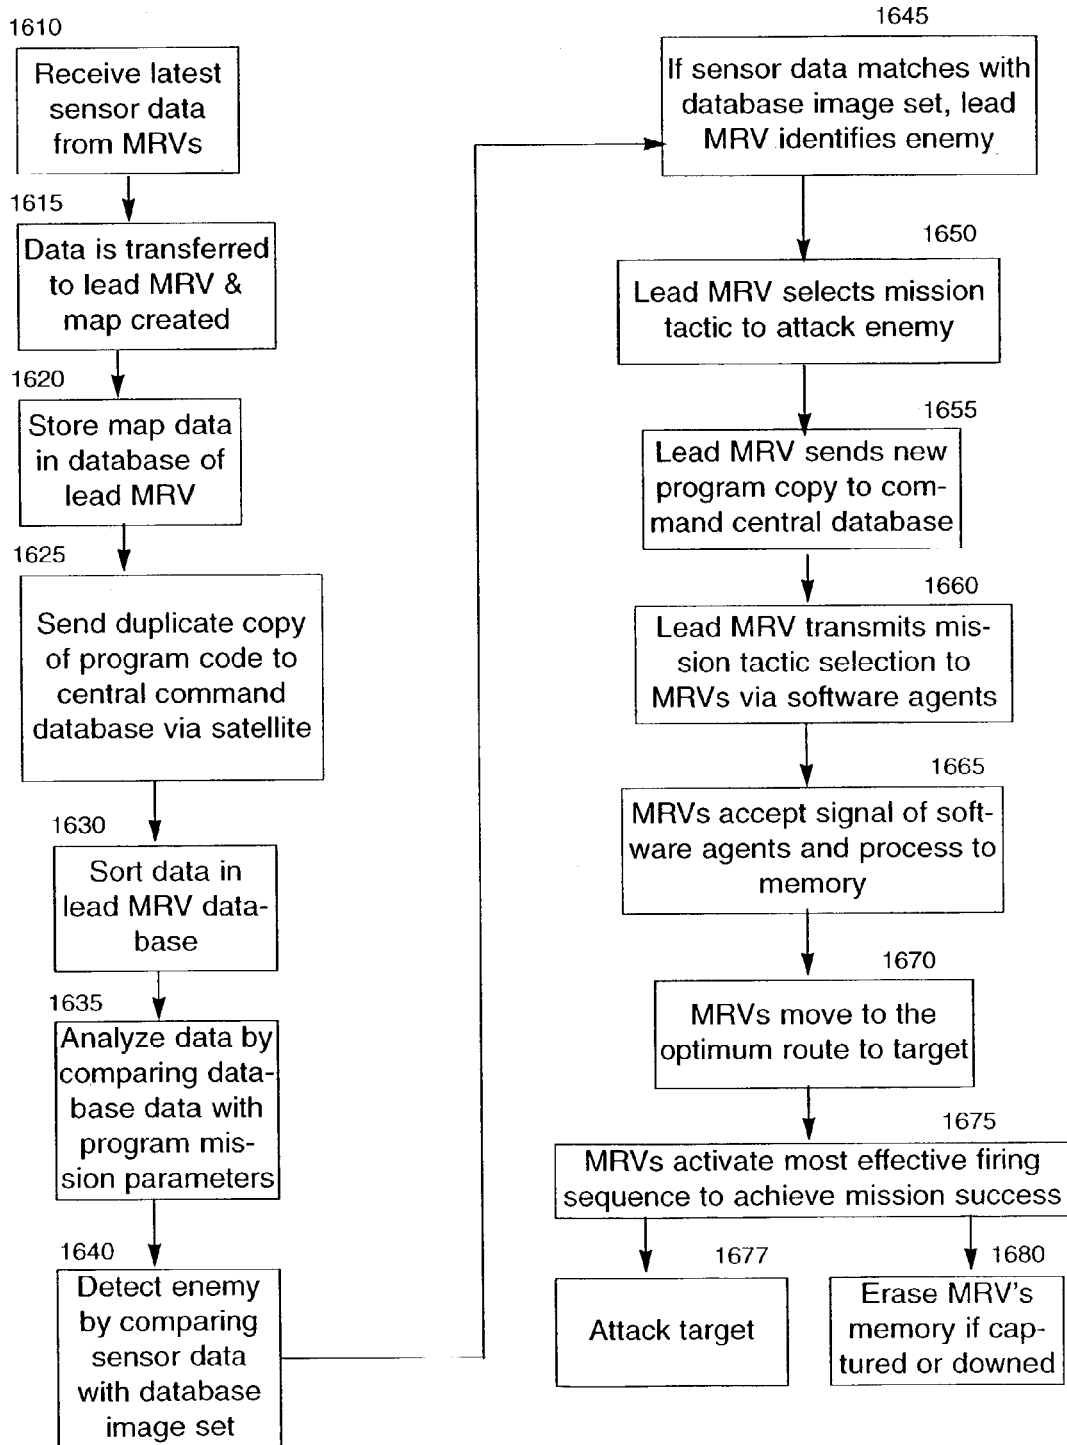 1610
Receive latest
sensor data
from MRVs
1615
Data is transferred
to lead MRV &
map created
1620
Store map data
in database of
lead MRV
1625
Send duplicate copy
of program code to
central command
database via satellite
1630
Sort data in
lead MRV data-
base
1635
Analyze data by
comparing data-
base data with
program mis-
sion parameters
1640
Detect enemy
by comparing
sensor data
with database
image set
1645
If sensor data matches with
database image set, lead
MRV identifies enemy
1650
Lead MRV selects mission
tactic to attack enemy
1655
Lead MRV sends new
program copy to com-
mand central database
1660
Lead MRV transmits mis-
sion tactic selection to
MRVs via software agents
1665
MRVs accept signal of soft-
ware agents and process to
memory
1670
MRVs move to the
optimum route to target
1675
MRVs activate most effective firing
sequence to achieve mission success
1677
Attack target
1680
Erase MRV's
memory if cap-
tured or downed